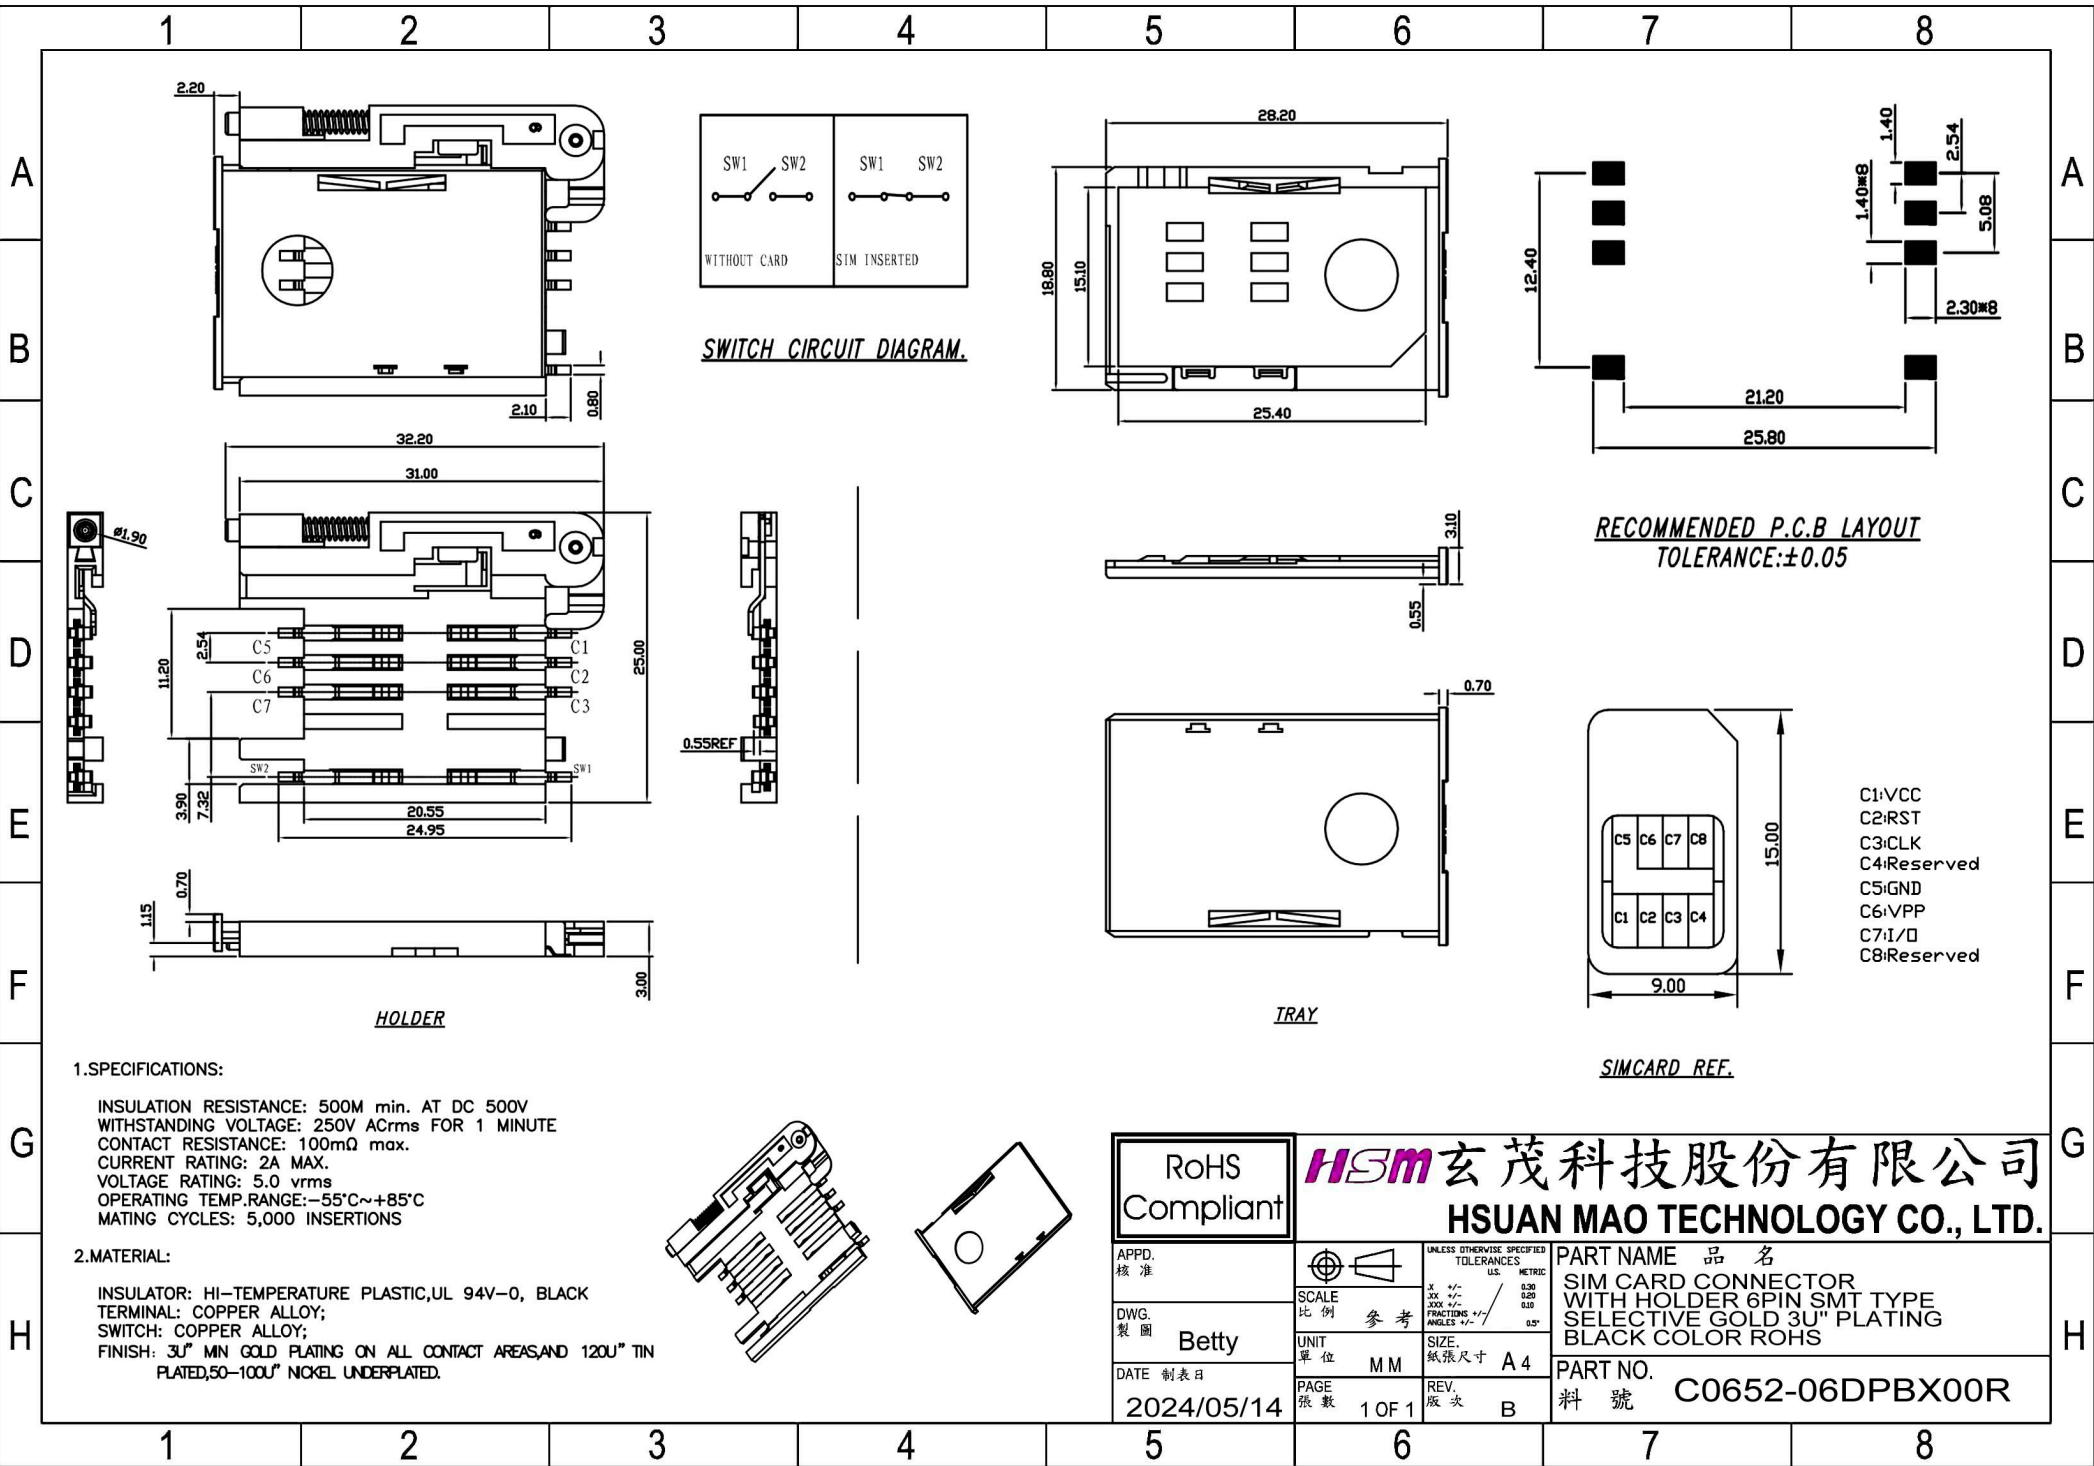 1 2 3 4 5 6 7 8
A A
B B
C C
D D
E E
F F
G G
H H
2.20
2.10
0.80
SW1 SW2
SW1 SW2
WITHOUT CARD
SIM INSERTED
SWITCH CIRCUIT DIAGRAM.
28.20
18.80
15.10
25.40
1.40
2.54
1.40*8
5.08
12.40
2.30*8
21.20
25.80
RECOMMENDED P.C.B LAYOUT
TOLERANCE:±0.05
32.20
31.00
ø1.90
2.54
11.20
C5 C1
C6 C2
C7 C3
SW2 SW1
25.00
3.90
7.32
20.55
24.95
0.55REF
0.70
1.15
3.00
HOLDER
3.10
0.55
0.70
TRAY
C5 C6 C7 C8
C1 C2 C3 C4
15.00
9.00
SIMCARD REF.
C1:VCC
C2:RST
C3:CLK
C4:Reserved
C5:GND
C6:VPP
C7:I/O
C8:Reserved
1.SPECIFICATIONS:
INSULATION RESISTANCE: 500M min. AT DC 500V
WITHSTANDING VOLTAGE: 250V ACrms FOR 1 MINUTE
CONTACT RESISTANCE: 100mΩ max.
CURRENT RATING: 2A MAX.
VOLTAGE RATING: 5.0 vrms
OPERATING TEMP.RANGE:-55°C~+85°C
MATING CYCLES: 5,000 INSERTIONS
2.MATERIAL:
INSULATOR: HI-TEMPERATURE PLASTIC,UL 94V-0, BLACK
TERMINAL: COPPER ALLOY;
SWITCH: COPPER ALLOY;
FINISH: 3U" MIN GOLD PLATING ON ALL CONTACT AREAS,AND 120U" TIN
PLATED,50-100U" NICKEL UNDERPLATED.
RoHS
Compliant
HSM 玄茂科技股份有限公司
HSUAN MAO TECHNOLOGY CO., LTD.
APPD.
核 准
DWG.
製 圖 Betty
DATE 制表日
2024/05/14
SCALE
比 例 參 考
UNIT
單 位 MM
PAGE
張 數 1 OF 1
UNLESS OTHERWISE SPECIFIED
TOLERANCES
U.S. METRIC
.X +/- 0.30
.XX +/- 0.20
.XXX +/- 0.10
FRACTIONS +/-
ANGLES +/- 0.5°
SIZE.
紙張尺寸 A4
REV.
版 次 B
PART NAME 品 名
SIM CARD CONNECTOR
WITH HOLDER 6PIN SMT TYPE
SELECTIVE GOLD 3U" PLATING
BLACK COLOR ROHS
PART NO.
料 號 C0652-06DPBX00R
1 2 3 4 5 6 7 8